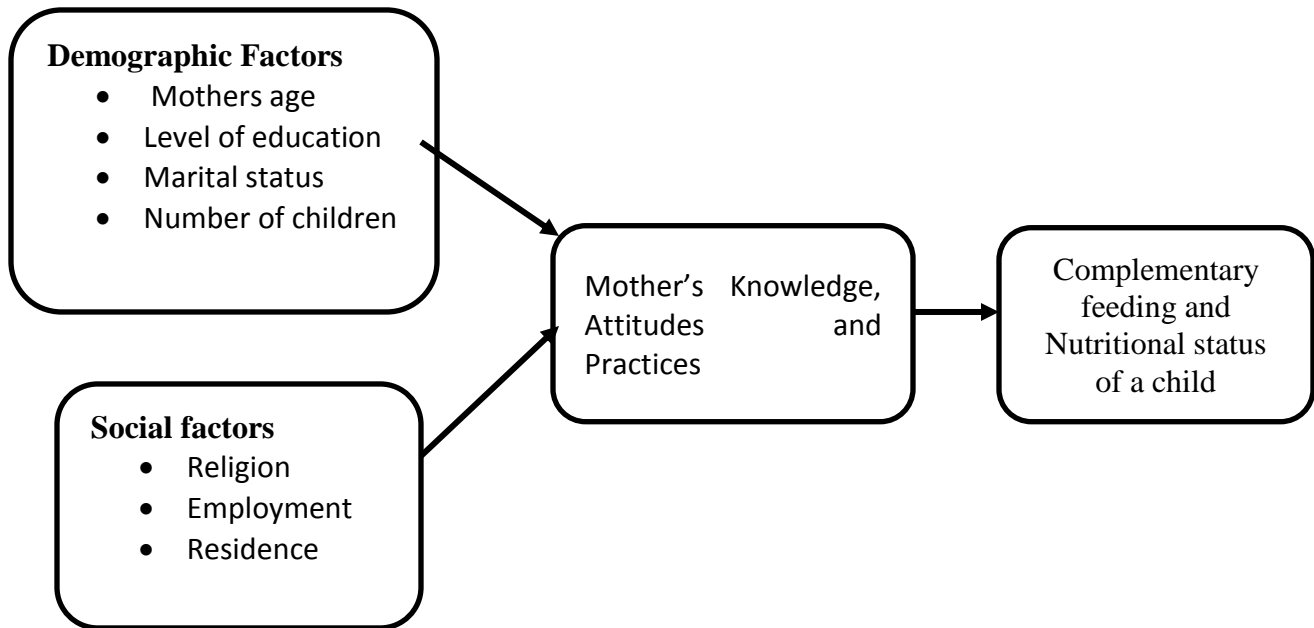 Demographic Factors
• Mothers age
• Level of education
• Marital status
• Number of children
Mother’s Knowledge,
Attitudes and
Practices
Complementary
feeding and
Nutritional status
of a child
Social factors
• Religion
• Employment
• Residence